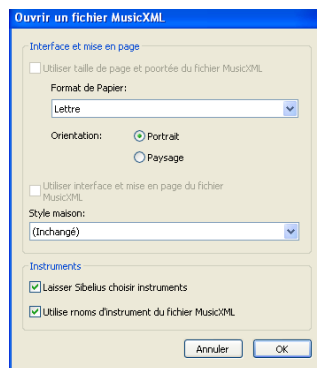 Ouvrir un fichier MusicXML
Interface et mise en page
Utiliser taille de page et poortée du fichier MusicXML
Format de Papier:
Lettre
Orientation:
Portrait
Paysage
Utiliser interface et mise en page du fichier
MusicXML
Style maison:
(Inchangé)
Instruments
Laisser Sibelius choisir instruments
Utilise rnoms d'instrument du fichier MusicXML
Annuler
OK